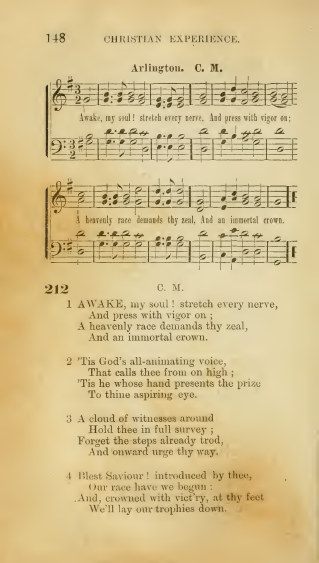 148 CHRISTIAN EXPERIENCE.
Arlington. C. M.
Awake, my soul! stretch every nerve, And press with vigor on;
A heavenly race demands thy zeal, And an immortal crown.
212 C. M.
1 AWAKE, my soul! stretch every nerve,
And press with vigor on;
A heavenly race demands thy zeal,
And an immortal crown.
2 'Tis God's all-animating voice,
That calls thee from on high;
'Tis he whose hand presents the prize
To thine aspiring eye.
3 A cloud of witnesses around
Hold thee in full survey;
Forget the steps already trod,
And onward urge thy way.
4 Blest Saviour! introduced by thee,
Our race have we begun:
And, crowned with vict'ry, at thy feet
We'll lay our trophies down.